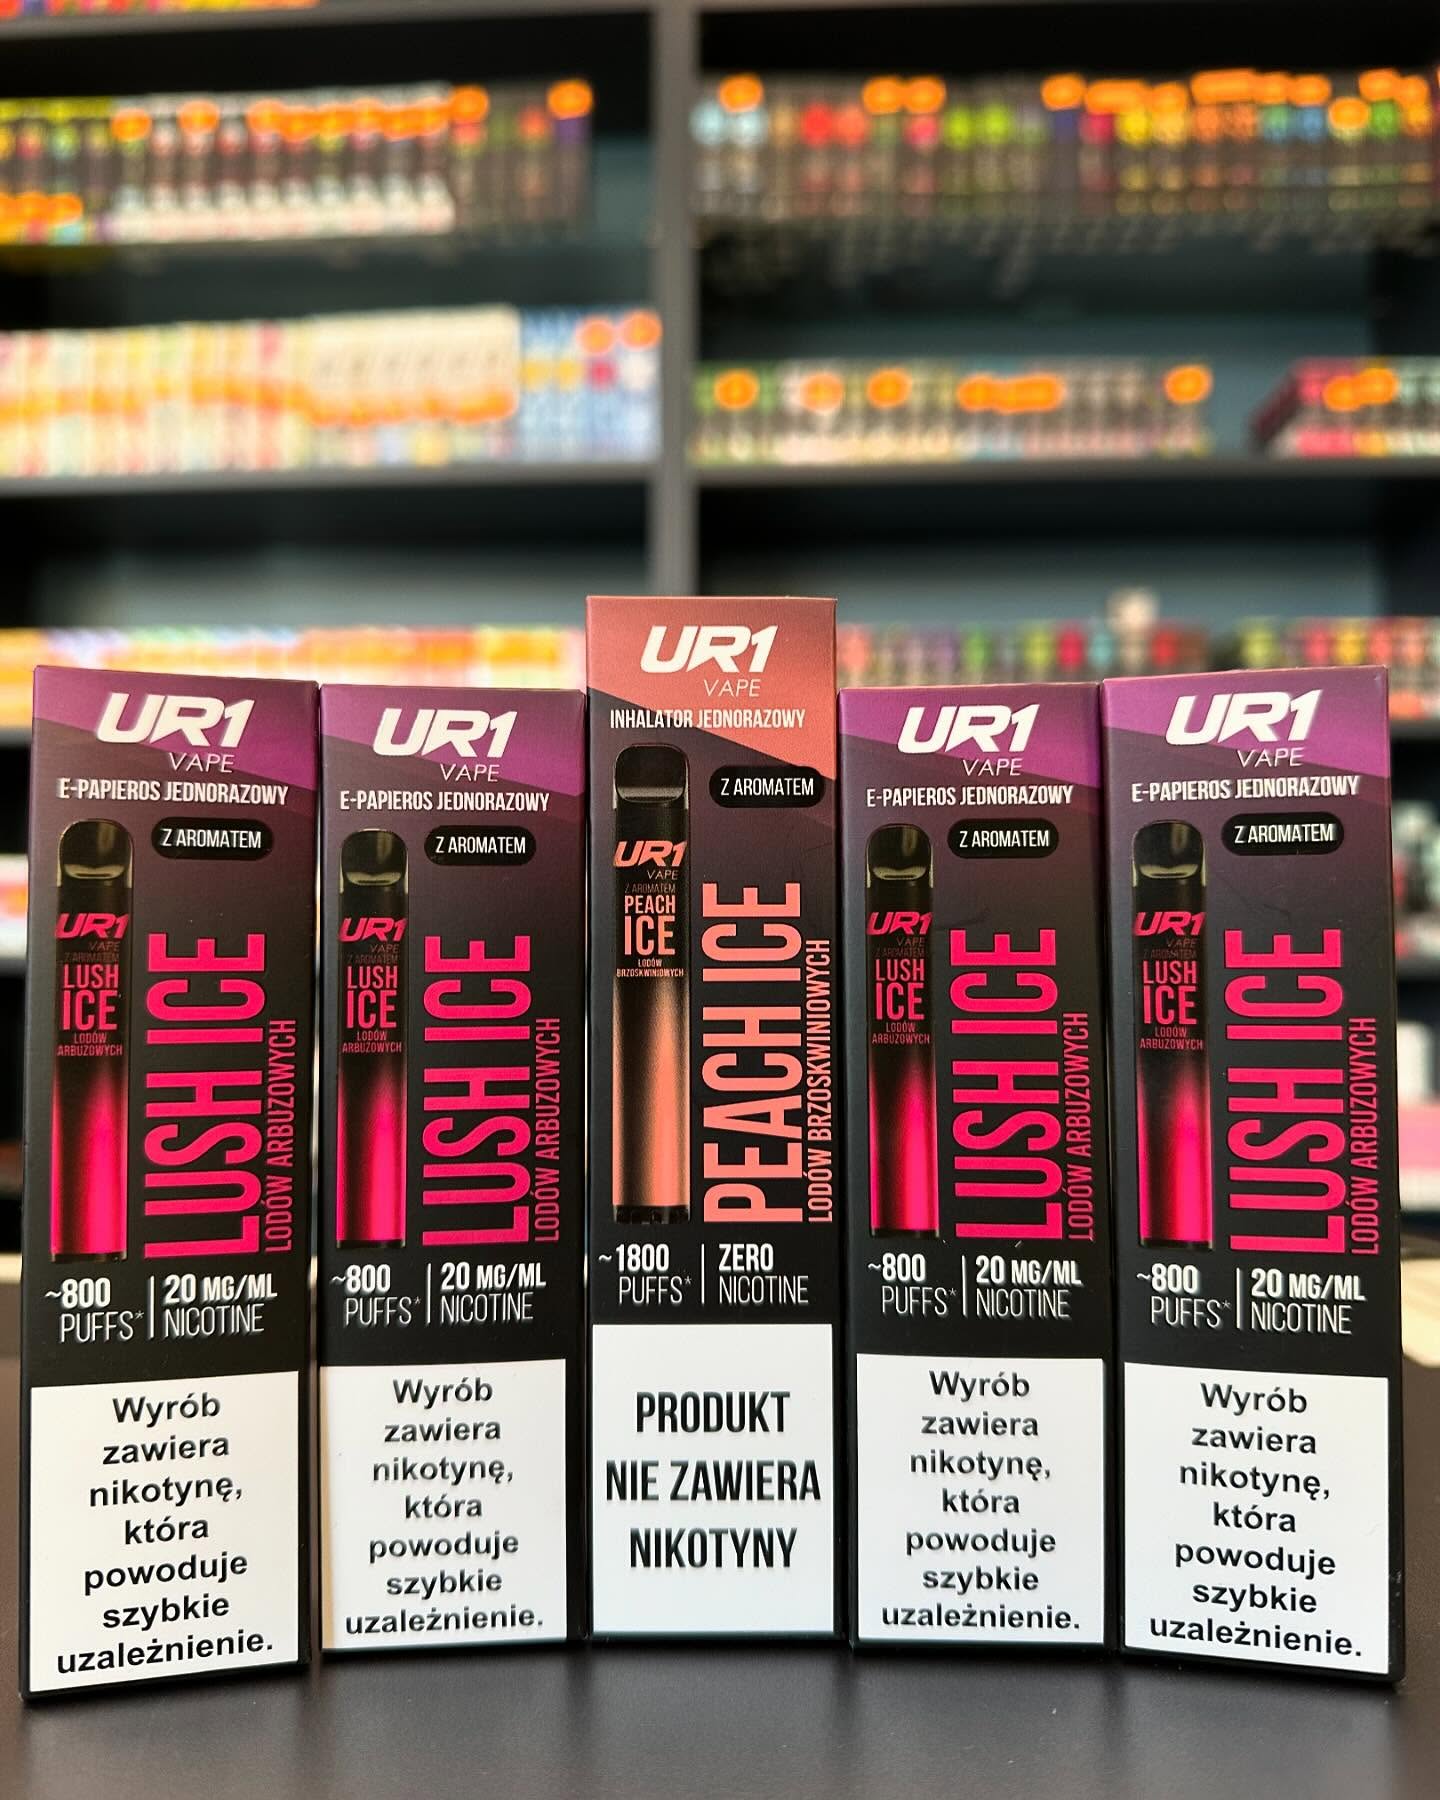 UR1
VAPE
E-PAPIEROS JEDNORAZOWY
Z AROMATEM
UR1
VAPE
Z AROMATEM
LUSH
ICE
LODÓW
ARBUZOWYCH
LUSH ICE
LODÓW ARBUZOWYCH
~800 | 20 MG/ML
PUFFS* | NICOTINE
Wyrób
zawiera
nikotynę,
która
powoduje
szybkie
uzależnienie.
UR1
VAPE
E-PAPIEROS JEDNORAZOWY
Z AROMATEM
UR1
VAPE
Z AROMATEM
LUSH
ICE
LODÓW
ARBUZOWYCH
LUSH ICE
LODÓW ARBUZOWYCH
~800 | 20 MG/ML
PUFFS* | NICOTINE
Wyrób
zawiera
nikotynę,
która
powoduje
szybkie
uzależnienie.
UR1
VAPE
INHALATOR JEDNORAZOWY
Z AROMATEM
UR1
VAPE
Z AROMATEM
PEACH
ICE
LODÓW
BRZOSKWINIOWYCH
PEACH ICE
LODÓW BRZOSKWINIOWYCH
~1800 | ZERO
PUFFS* | NICOTINE
PRODUKT
NIE ZAWIERA
NIKOTYNY
UR1
VAPE
E-PAPIEROS JEDNORAZOWY
Z AROMATEM
UR1
VAPE
Z AROMATEM
LUSH
ICE
LODÓW
ARBUZOWYCH
LUSH ICE
LODÓW ARBUZOWYCH
~800 | 20 MG/ML
PUFFS* | NICOTINE
Wyrób
zawiera
nikotynę,
która
powoduje
szybkie
uzależnienie.
UR1
VAPE
E-PAPIEROS JEDNORAZOWY
Z AROMATEM
UR1
VAPE
Z AROMATEM
LUSH
ICE
LODÓW
ARBUZOWYCH
LUSH ICE
LODÓW ARBUZOWYCH
~800 | 20 MG/ML
PUFFS* | NICOTINE
Wyrób
zawiera
nikotynę,
która
powoduje
szybkie
uzależnienie.